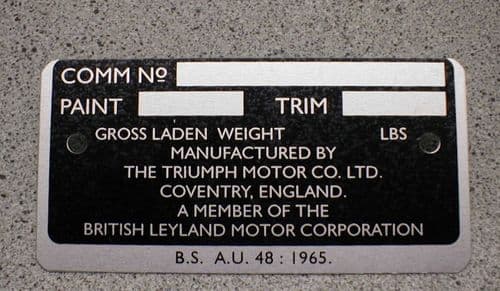 COMM Nº
PAINT TRIM
GROSS LADEN WEIGHT LBS
MANUFACTURED BY
THE TRIUMPH MOTOR CO. LTD.
COVENTRY, ENGLAND.
A MEMBER OF THE
BRITISH LEYLAND MOTOR CORPORATION
B.S. A.U. 48 : 1965.